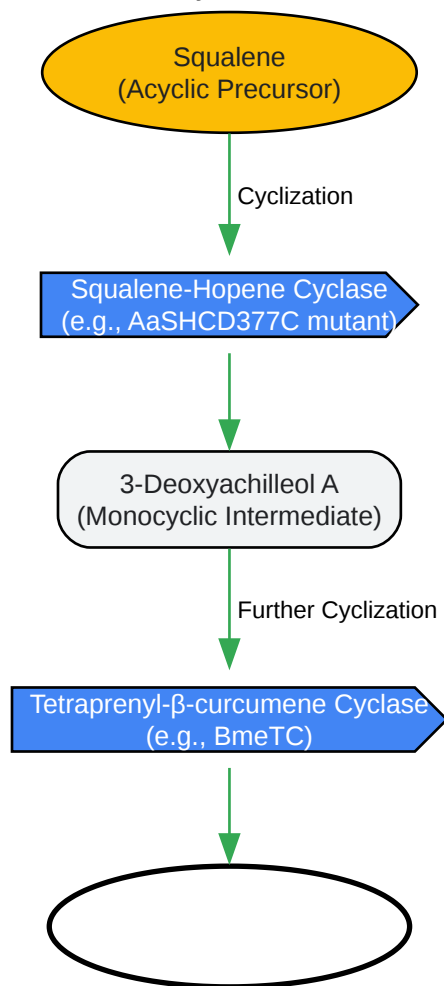 Squalene
(Acyclic Precursor)
Cyclization
Squalene-Hopene Cyclase
(e.g., AaSHCD377C mutant)
3-Deoxyachilleol A
(Monocyclic Intermediate)
Further Cyclization
Tetraprenyl-β-curcumene Cyclase
(e.g., BmeTC)